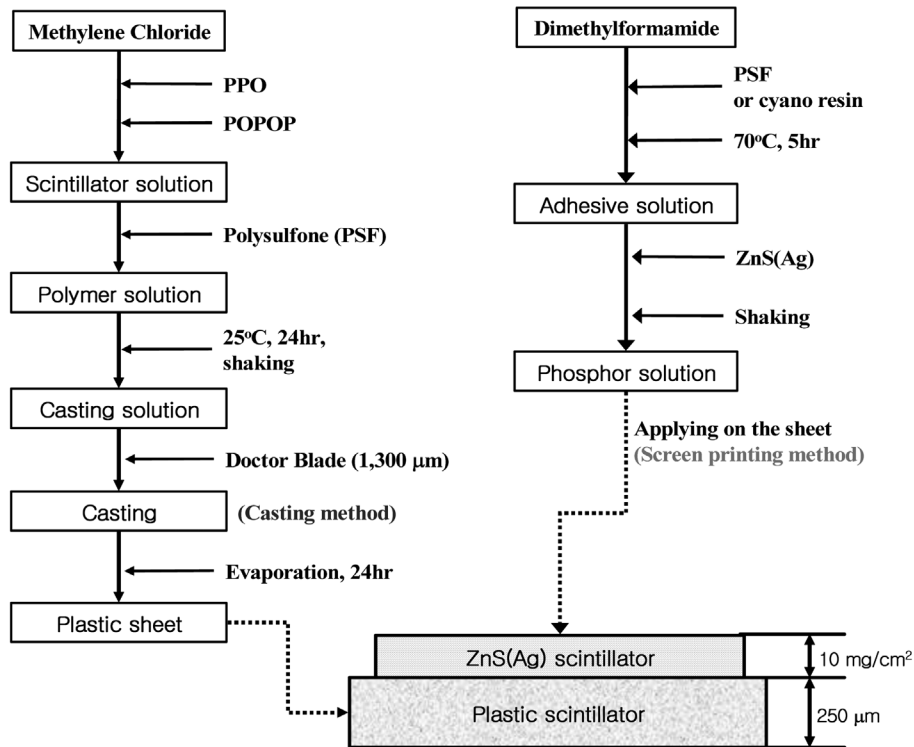 Methylene Chloride
PPO
POPOP
Scintillator solution
Polysulfone (PSF)
Polymer solution
25°C, 24hr,
shaking
Casting solution
Doctor Blade (1,300 μm)
Casting
(Casting method)
Evaporation, 24hr
Plastic sheet
Dimethylformamide
PSF
or cyano resin
70°C, 5hr
Adhesive solution
ZnS(Ag)
Shaking
Phosphor solution
Applying on the sheet
(Screen printing method)
ZnS(Ag) scintillator
10 mg/cm²
Plastic scintillator
250 μm